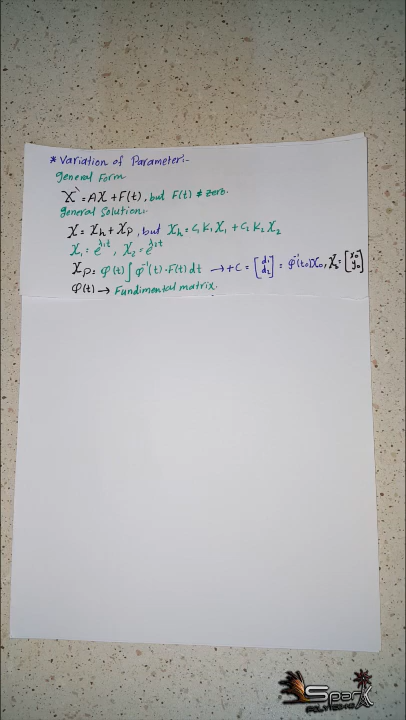 * Variation of Parameter:-
general Form
X` = AX + F(t), but F(t) ≠ zero.
general Solution:-
X = Xh + Xp, but Xh = C1 K1 X1 + C2 K2 X2
X1 = e^λ1t, X2 = e^λ2t
Xp = φ(t) ∫ φ^-1(t) · F(t) dt → + C = [d1 d2] = φ^-1(t0) X0, X0 = [x0 y0]
φ(t) → Fundimental matrix.
Spark